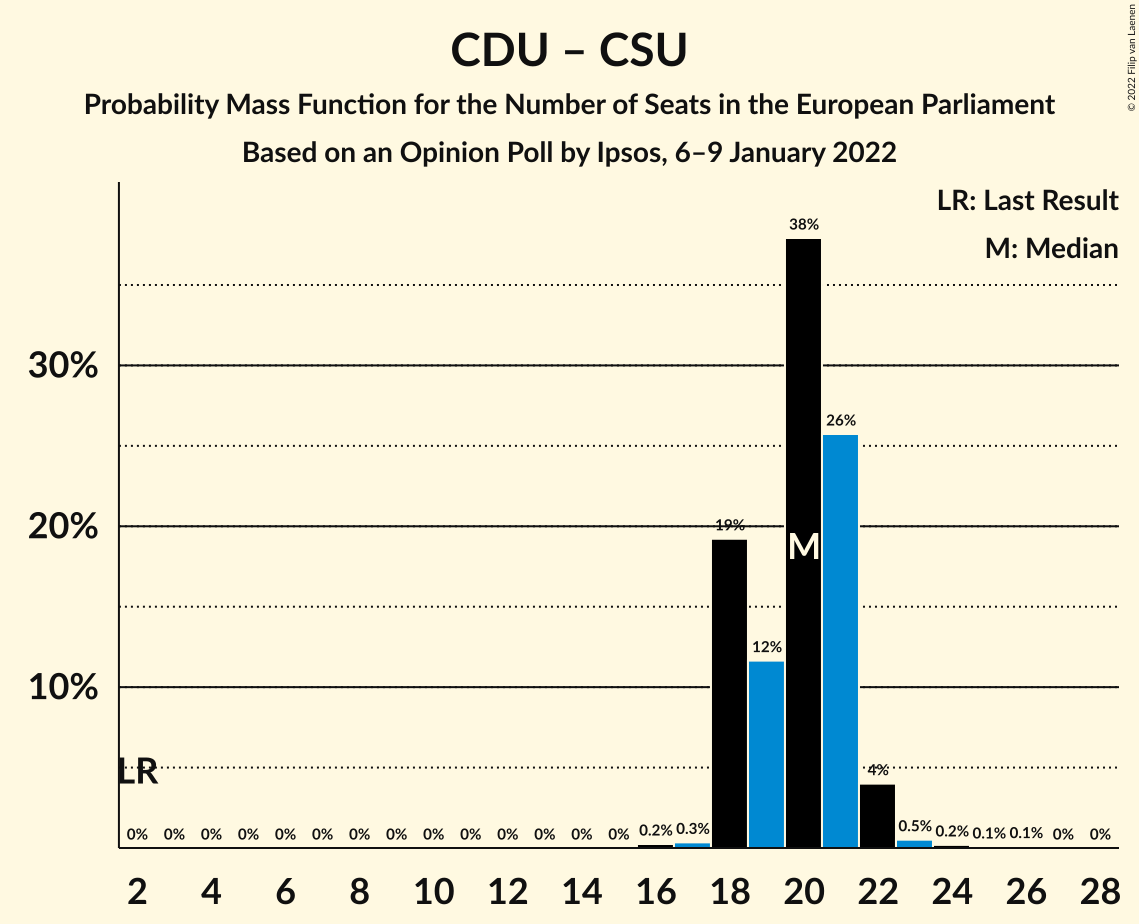 CDU – CSU
Probability Mass Function for the Number of Seats in the European Parliament
Based on an Opinion Poll by Ipsos, 6–9 January 2022
© 2022 Filip van Laenen
LR: Last Result
M: Median
38%
30%
26%
20%
19%
M
12%
10%
LR
4%
0% 0% 0% 0% 0% 0% 0% 0% 0% 0% 0% 0% 0% 0% 0.2% 0.3% 0.5% 0.2% 0.1% 0.1% 0% 0%
2 4 6 8 10 12 14 16 18 20 22 24 26 28